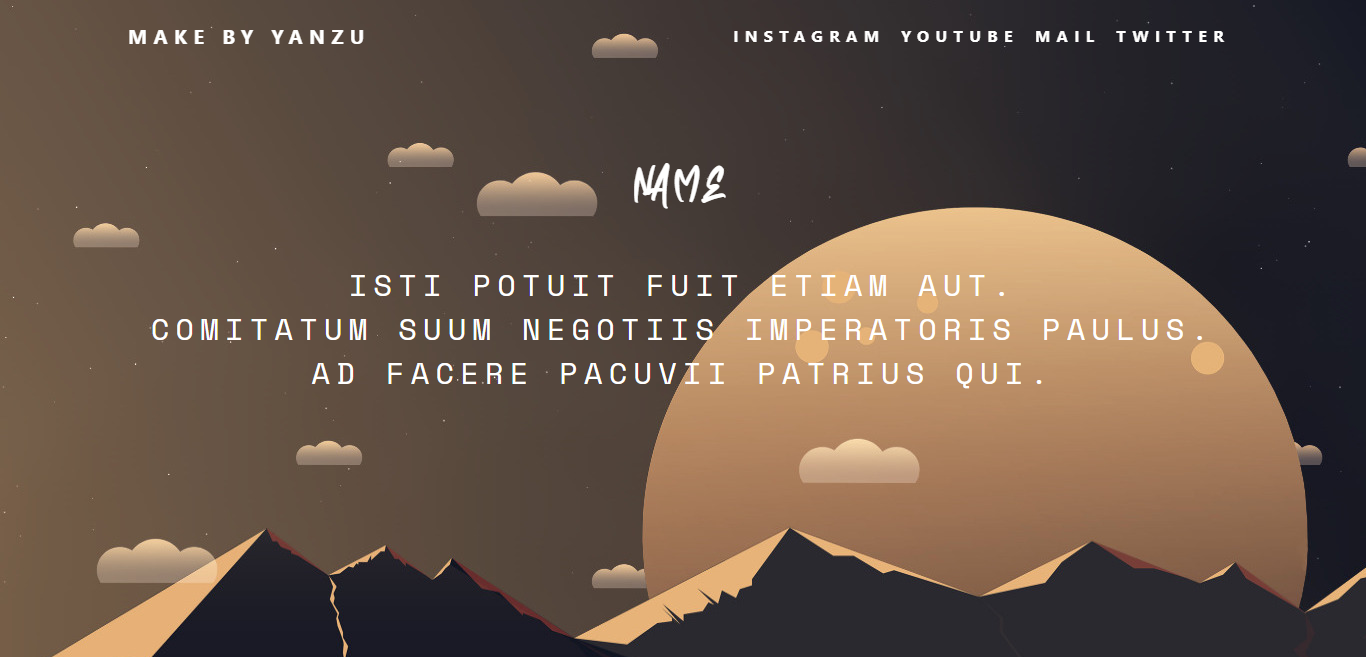 MAKE BY YANZU
INSTAGRAM YOUTUBE MAIL TWITTER
NAME
ISTI POTUIT FUIT ETIAM AUT.
COMITATUM SUUM NEGOTIIS IMPERATORIS PAULUS.
AD FACERE PACUVII PATRIUS QUI.